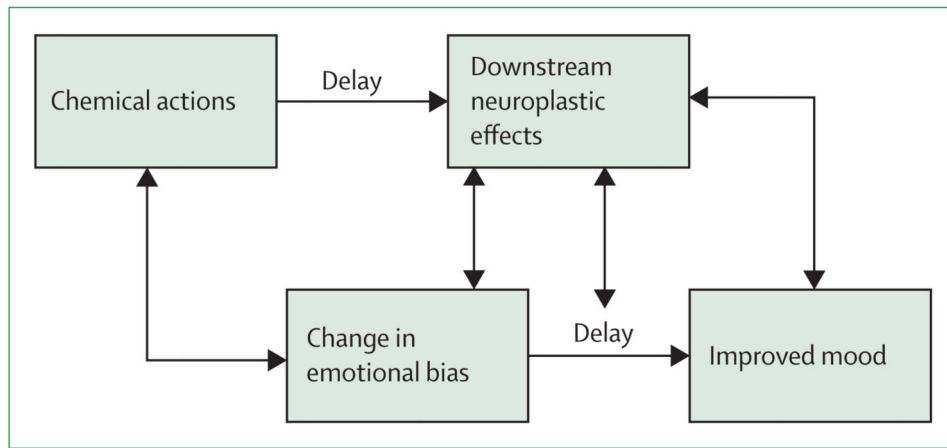 Chemical actions
Delay
Downstream
neuroplastic
effects
Change in
emotional bias
Delay
Improved mood